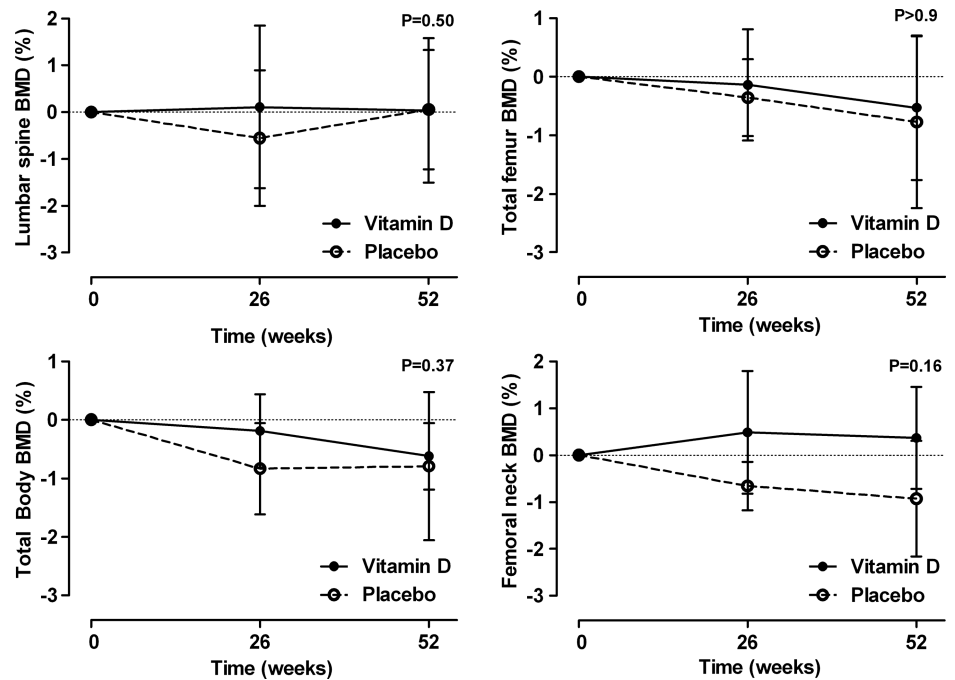 P=0.50
Lumbar spine BMD (%)
2
1
0
-1
-2
-3
Vitamin D
Placebo
0 26 52
Time (weeks)
P>0.9
Total femur BMD (%)
1
0
-1
-2
-3
Vitamin D
Placebo
0 26 52
Time (weeks)
P=0.37
Total Body BMD (%)
1
0
-1
-2
-3
Vitamin D
Placebo
0 26 52
Time (weeks)
P=0.16
Femoral neck BMD (%)
2
1
0
-1
-2
-3
Vitamin D
Placebo
0 26 52
Time (weeks)